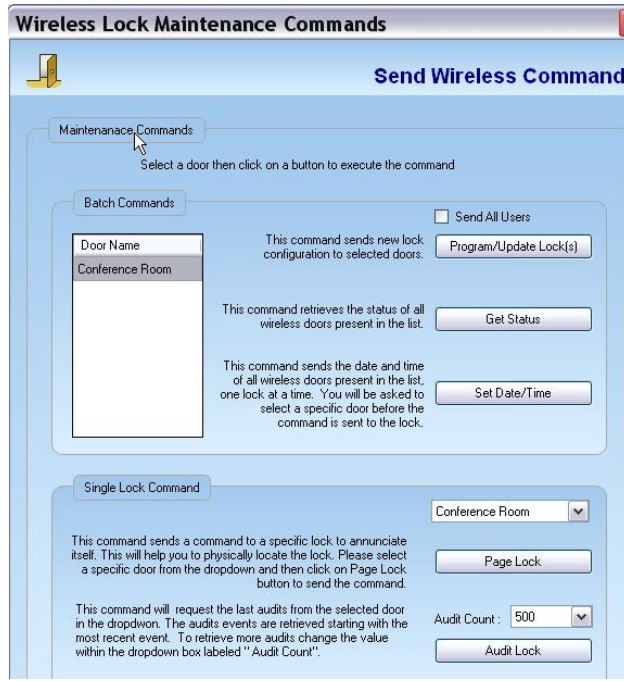 Wireless Lock Maintenance Commands
Send Wireless Command
Maintenanace Commands
Select a door then click on a button to execute the command
Batch Commands
Send All Users
Door Name
Conference Room
This command sends new lock
configuration to selected doors.
Program/Update Lock(s)
This command retrieves the status of all
wireless doors present in the list.
Get Status
This command sends the date and time
of all wireless doors present in the list,
one lock at a time. You will be asked to
select a specific door before the
command is sent to the lock.
Set Date/Time
Single Lock Command
Conference Room
This command sends a command to a specific lock to annunciate
itself. This will help you to physically locate the lock. Please select
a specific door from the dropdown and then click on Page Lock
button to send the command.
Page Lock
This command will request the last audits from the selected door
in the dropdwon. The audits events are retrieved starting with the
most recent event. To retrieve more audits change the value
within the dropdown box labeled "Audit Count".
Audit Count : 500
Audit Lock